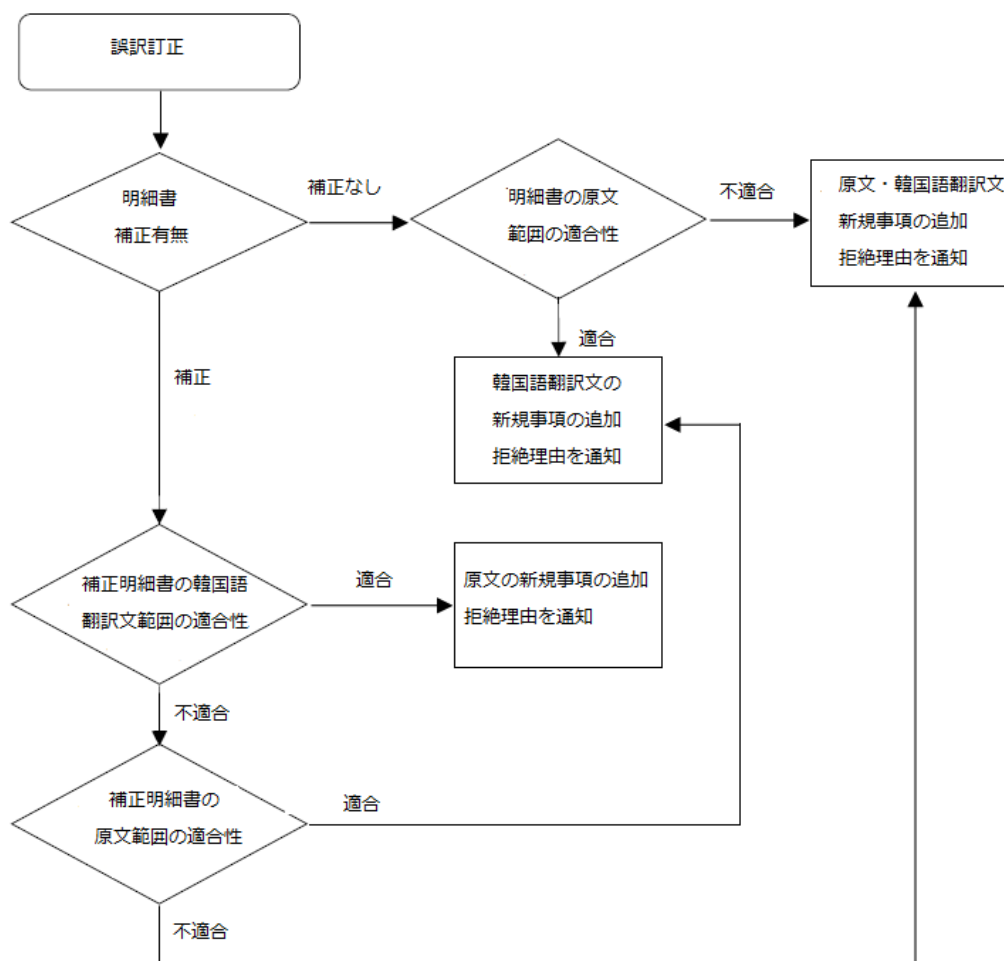 誤訳訂正
明細書
補正有無
補正なし
明細書の原文
範囲の適合性
不適合
原文・韓国語翻訳文
新規事項の追加
拒絶理由を通知
適合
韓国語翻訳文の
新規事項の追加
拒絶理由を通知
補正
補正明細書の韓国語
翻訳文範囲の適合性
適合
原文の新規事項の追加
拒絶理由を通知
不適合
補正明細書の
原文範囲の適合性
適合
不適合